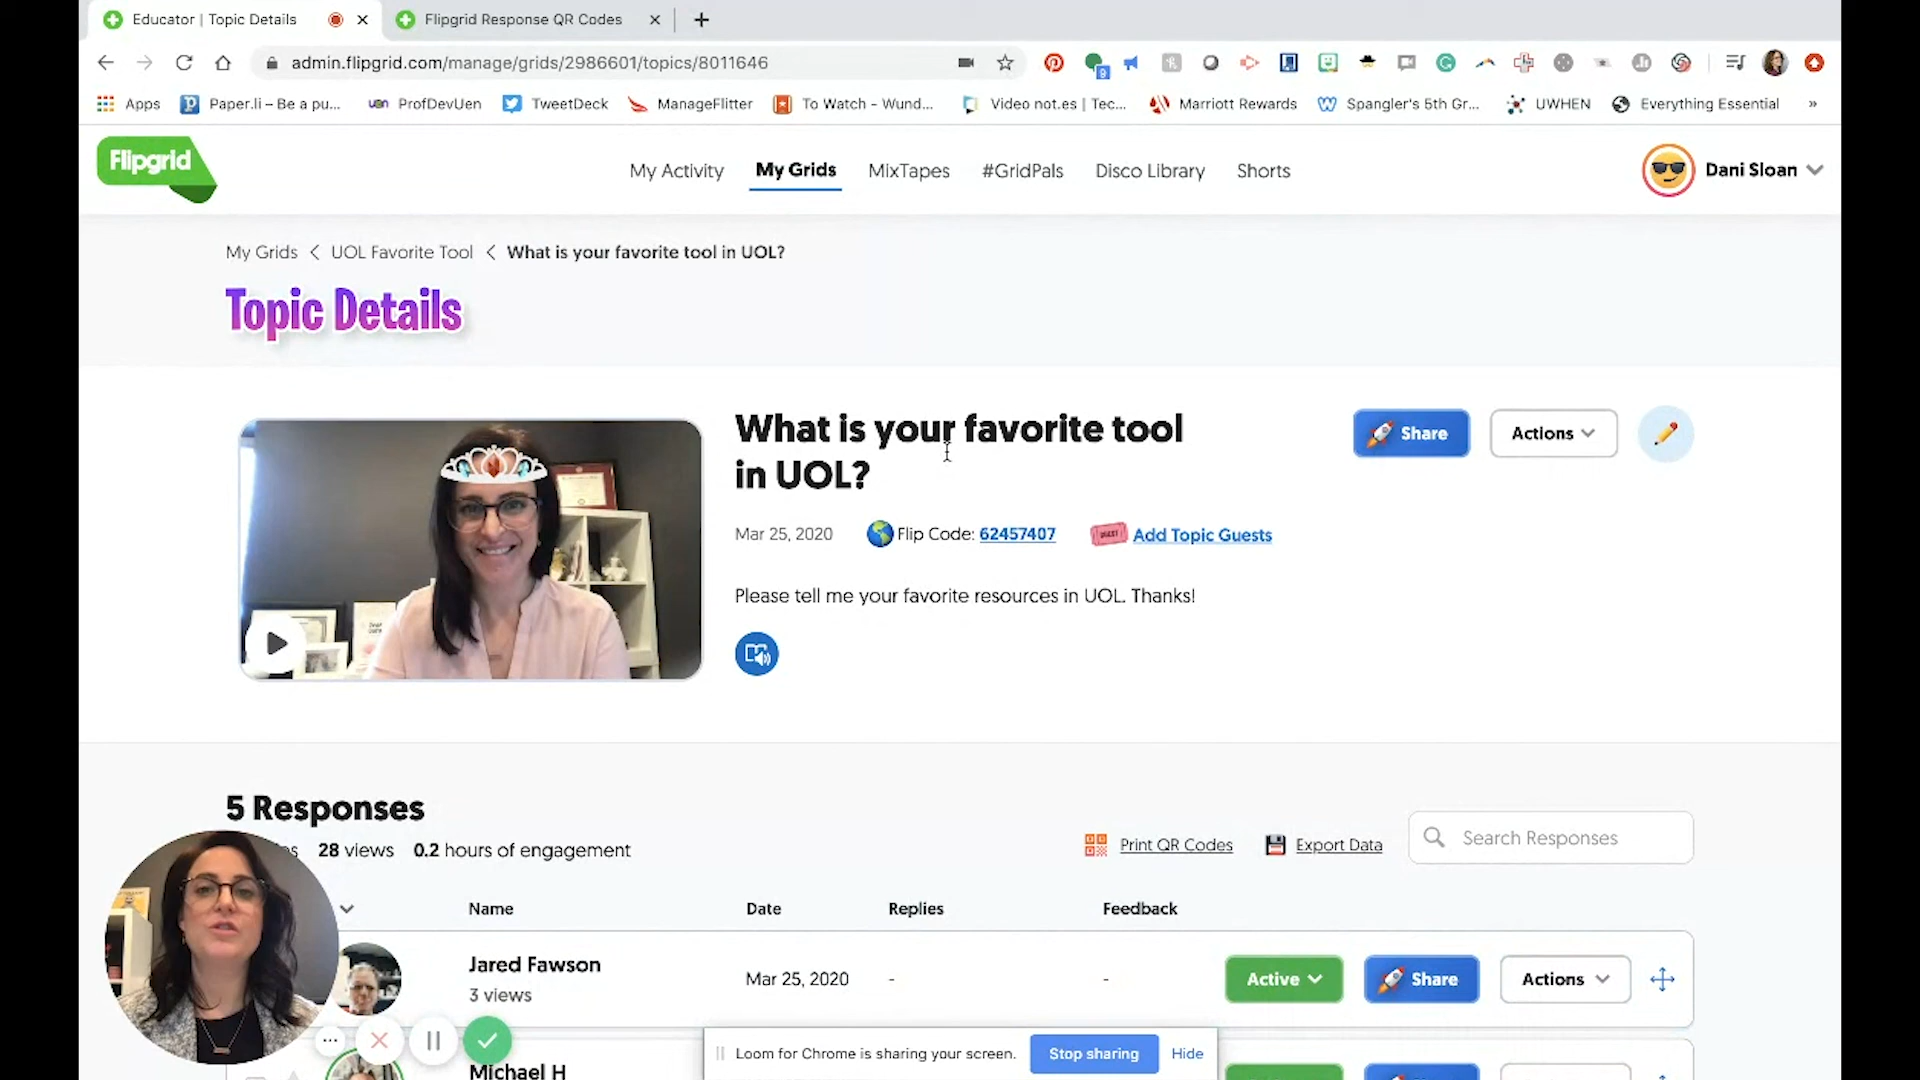 Educator | Topic Details
Flipgrid Response QR Codes
admin.flipgrid.com/manage/grids/2986601/topics/8011646
9
Apps
Paper.li – Be a pu...
uen ProfDevUen
TweetDeck
ManageFlitter
To Watch - Wund...
Video not.es | Tec...
Marriott Rewards
Spangler's 5th Gr...
UWHEN
Everything Essential
»
Flipgrid
My Activity
My Grids
MixTapes
#GridPals
Disco Library
Shorts
Dani Sloan
My Grids < UOL Favorite Tool < What is your favorite tool in UOL?
Topic Details
What is your favorite tool
in UOL?
Share
Actions
Mar 25, 2020
Flip Code: 62457407
Add Topic Guests
Please tell me your favorite resources in UOL. Thanks!
5 Responses
28 views 0.2 hours of engagement
Print QR Codes
Export Data
Search Responses
Name
Date
Replies
Feedback
Jared Fawson
3 views
Mar 25, 2020
-
-
Active
Share
Actions
Michael H
Loom for Chrome is sharing your screen.
Stop sharing
Hide